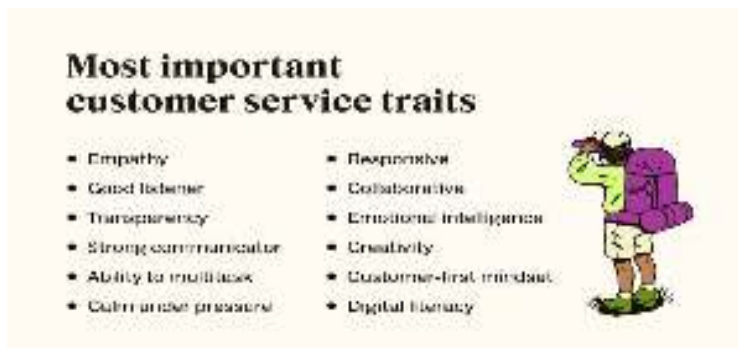 Most important
customer service traits
• Empathy
• Good listener
• Transparency
• Strong communicator
• Ability to multitask
• Calm under pressure
• Responsive
• Collaborative
• Emotional intelligence
• Creativity
• Customer-first mindset
• Digital literacy